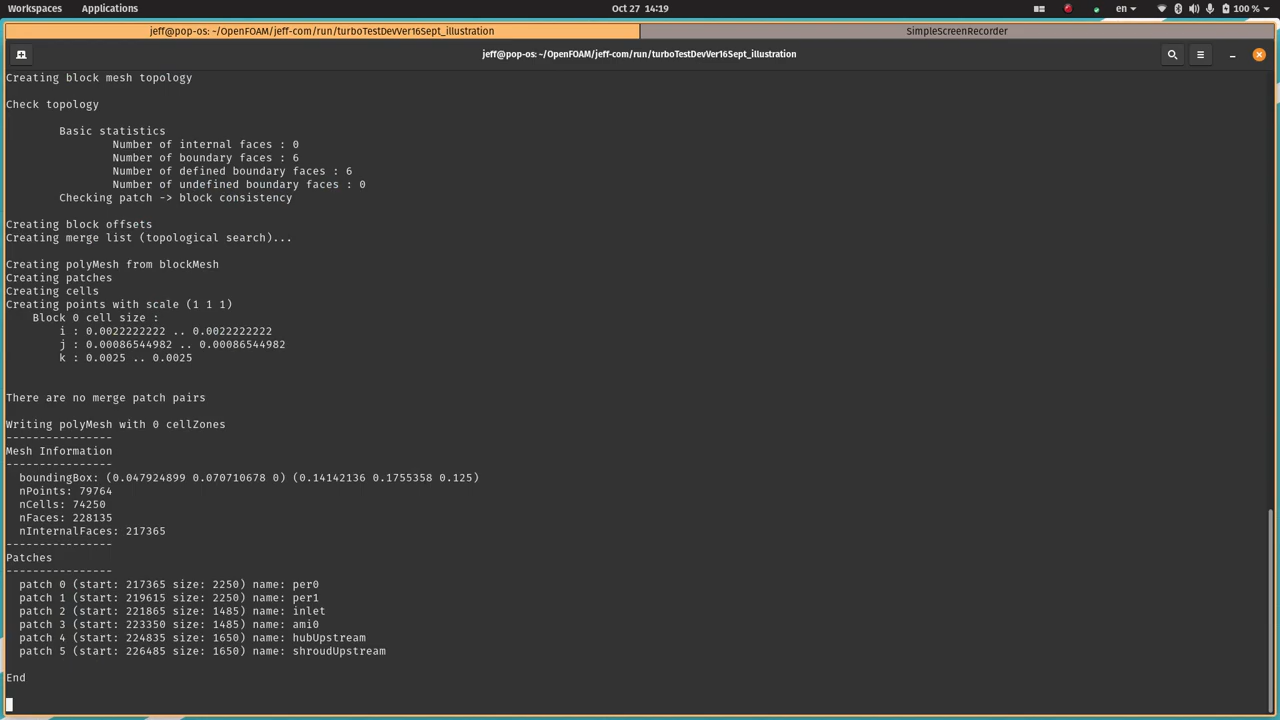 Workspaces Applications Oct 27 14:19 en 100 %
jeff@pop-os: ~/OpenFOAM/jeff-com/run/turboTestDevVer16Sept_illustration SimpleScreenRecorder
jeff@pop-os: ~/OpenFOAM/jeff-com/run/turboTestDevVer16Sept_illustration
Creating block mesh topology
Check topology
Basic statistics
Number of internal faces : 0
Number of boundary faces : 6
Number of defined boundary faces : 6
Number of undefined boundary faces : 0
Checking patch -> block consistency
Creating block offsets
Creating merge list (topological search)...
Creating polyMesh from blockMesh
Creating patches
Creating cells
Creating points with scale (1 1 1)
Block 0 cell size :
i : 0.0022222222 .. 0.0022222222
j : 0.00086544982 .. 0.00086544982
k : 0.0025 .. 0.0025
There are no merge patch pairs
Writing polyMesh with 0 cellZones
----------------
Mesh Information
----------------
boundingBox: (0.047924899 0.070710678 0) (0.14142136 0.1755358 0.125)
nPoints: 79764
nCells: 74250
nFaces: 228135
nInternalFaces: 217365
----------------
Patches
----------------
patch 0 (start: 217365 size: 2250) name: per0
patch 1 (start: 219615 size: 2250) name: per1
patch 2 (start: 221865 size: 1485) name: inlet
patch 3 (start: 223350 size: 1485) name: ami0
patch 4 (start: 224835 size: 1650) name: hubUpstream
patch 5 (start: 226485 size: 1650) name: shroudUpstream
End